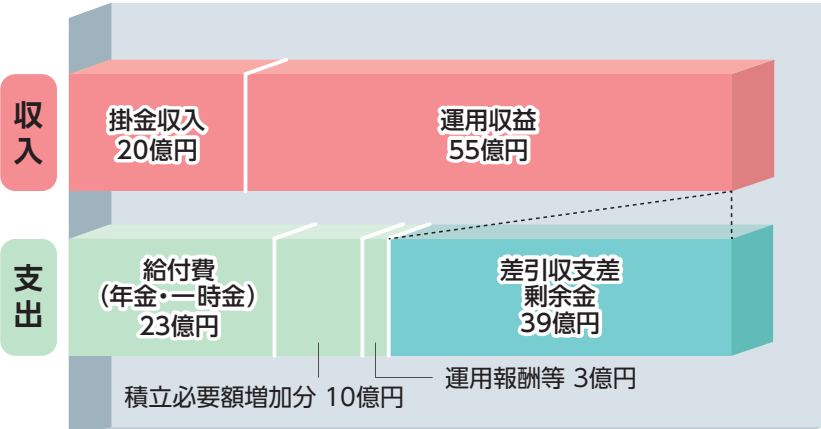 収入
掛金収入
20億円
運用収益
55億円
支出
給付費
（年金・一時金）
23億円
差引収支差
剰余金
39億円
積立必要額増加分 10億円
運用報酬等 3億円